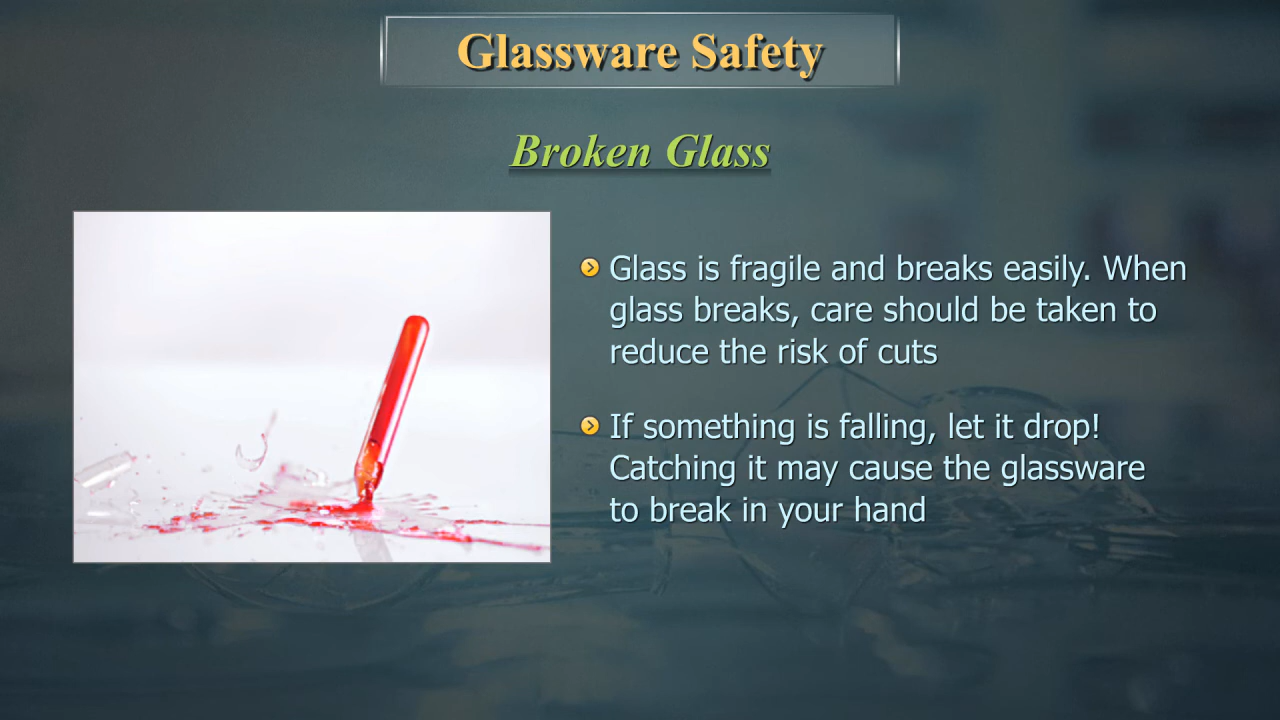 Glassware Safety
Broken Glass
Glass is fragile and breaks easily. When
glass breaks, care should be taken to
reduce the risk of cuts
If something is falling, let it drop!
Catching it may cause the glassware
to break in your hand